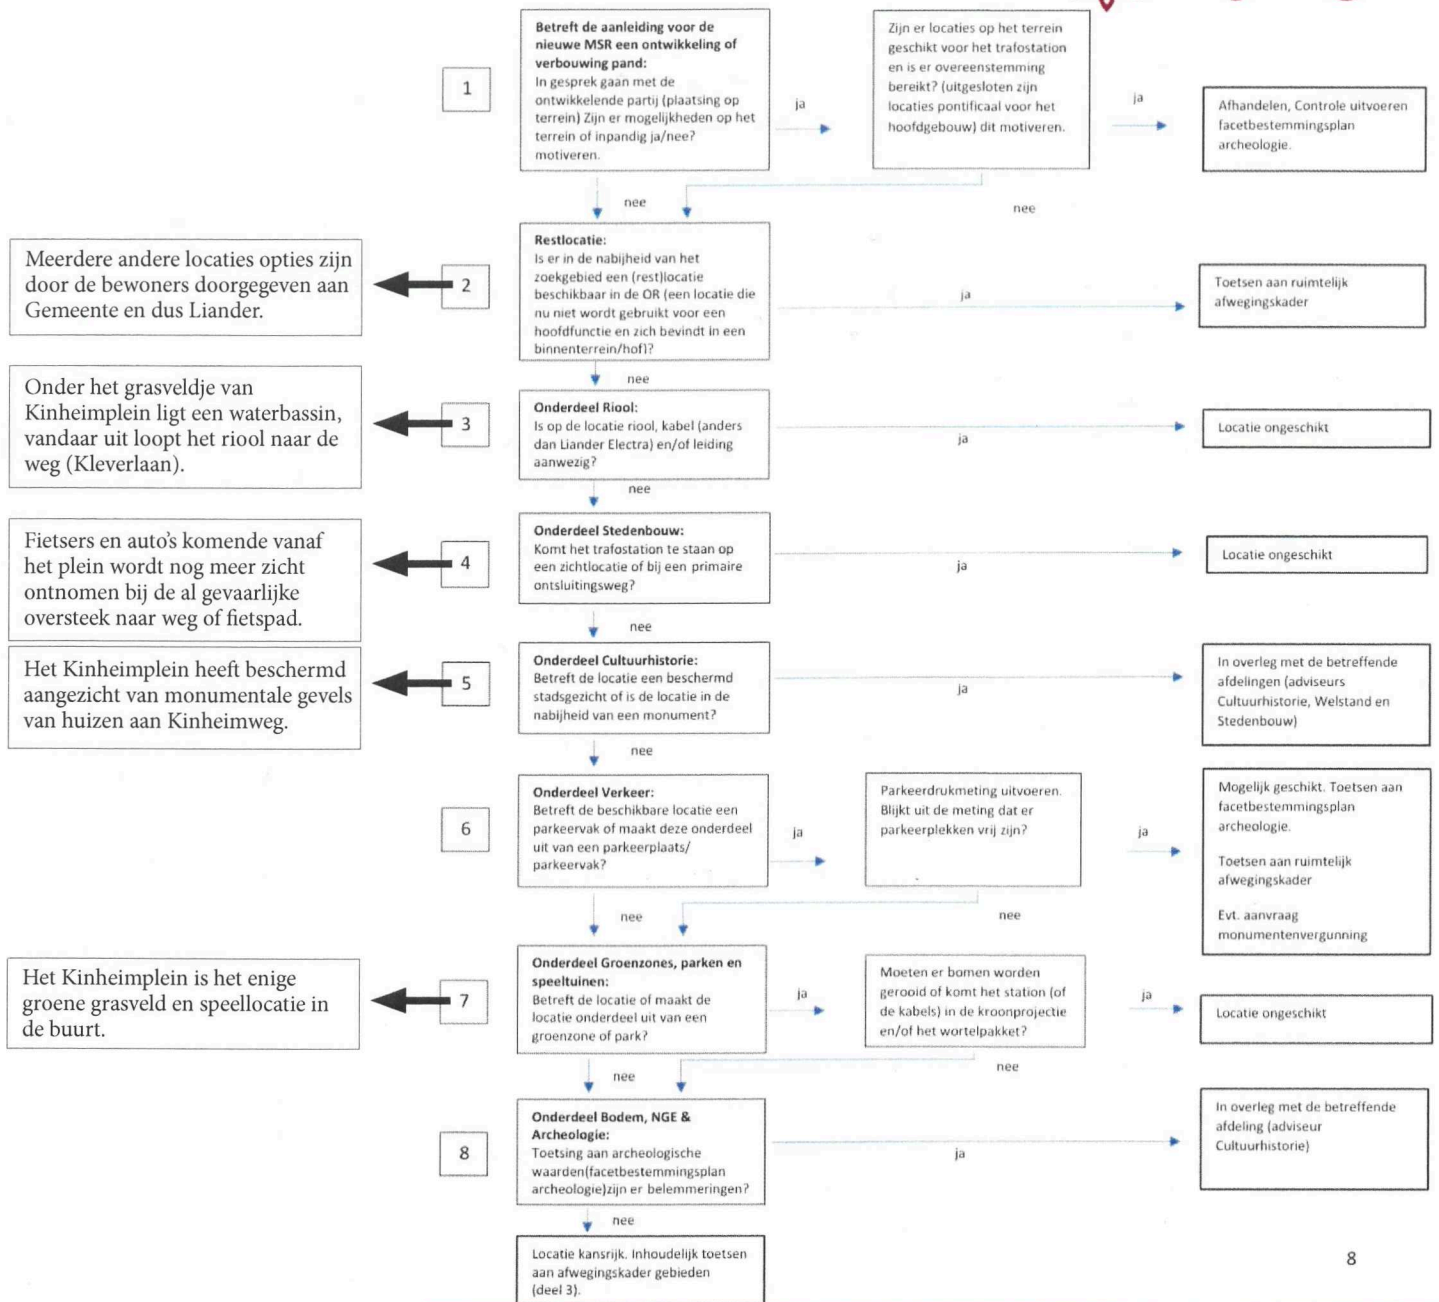 Betreft de aanleiding voor de
nieuwe MSR een ontwikkeling of
verbouwing pand:
In gesprek gaan met de
ontwikkelende partij (plaatsing op
terrein) Zijn er mogelijkheden op het
terrein of inpandig ja/nee?
motiveren.
1
ja
Zijn er locaties op het terrein
geschikt voor het trafostation
en is er overeenstemming
bereikt? (uitgesloten zijn
locaties pontificaal voor het
hoofdgebouw) dit motiveren.
ja
Afhandelen, Controle uitvoeren
facetbestemmingsplan
archeologie.
nee
nee
Meerdere andere locaties opties zijn
door de bewoners doorgegeven aan
Gemeente en dus Liander.
2
Restlocatie:
Is er in de nabijheid van het
zoekgebied een (rest)locatie
beschikbaar in de OR (een locatie die
nu niet wordt gebruikt voor een
hoofdfunctie en zich bevindt in een
binnenterrein/hof)?
ja
Toetsen aan ruimtelijk
afwegingskader
nee
Onder het grasveldje van
Kinheimplein ligt een waterbassin,
vandaar uit loopt het riool naar de
weg (Kleverlaan).
3
Onderdeel Riool:
Is op de locatie riool, kabel (anders
dan Liander Electra) en/of leiding
aanwezig?
ja
Locatie ongeschikt
nee
Fietsers en auto's komende vanaf
het plein wordt nog meer zicht
ontnomen bij de al gevaarlijke
oversteek naar weg of fietspad.
4
Onderdeel Stedenbouw:
Komt het trafostation te staan op
een zichtlocatie of bij een primaire
ontsluitingsweg?
ja
Locatie ongeschikt
nee
Het Kinheimplein heeft beschermd
aangezicht van monumentale gevels
van huizen aan Kinheimweg.
5
Onderdeel Cultuurhistorie:
Betreft de locatie een beschermd
stadsgezicht of is de locatie in de
nabijheid van een monument?
ja
In overleg met de betreffende
afdelingen (adviseurs
Cultuurhistorie, Welstand en
Stedenbouw)
nee
6
Onderdeel Verkeer:
Betreft de beschikbare locatie een
parkeervak of maakt deze onderdeel
uit van een parkeerplaats/
parkeervak?
ja
Parkeerdrukmeting uitvoeren.
Blijkt uit de meting dat er
parkeerplekken vrij zijn?
ja
Mogelijk geschikt. Toetsen aan
facetbestemmingsplan
archeologie.
Toetsen aan ruimtelijk
afwegingskader
Evt. aanvraag
monumentenvergunning
nee
nee
Het Kinheimplein is het enige
groene grasveld en speellocatie in
de buurt.
7
Onderdeel Groenzones, parken en
speeltuinen:
Betreft de locatie of maakt de
locatie onderdeel uit van een
groenzone of park?
ja
Moeten er bomen worden
gerooid of komt het station (of
de kabels) in de kroonprojectie
en/of het wortelpakket?
ja
Locatie ongeschikt
nee
nee
8
Onderdeel Bodem, NGE &
Archeologie:
Toetsing aan archeologische
waarden(facetbestemmingsplan
archeologie)zijn er belemmeringen?
ja
In overleg met de betreffende
afdeling (adviseur
Cultuurhistorie)
nee
Locatie kansrijk. Inhoudelijk toetsen
aan afwegingskader gebieden
(deel 3).
8